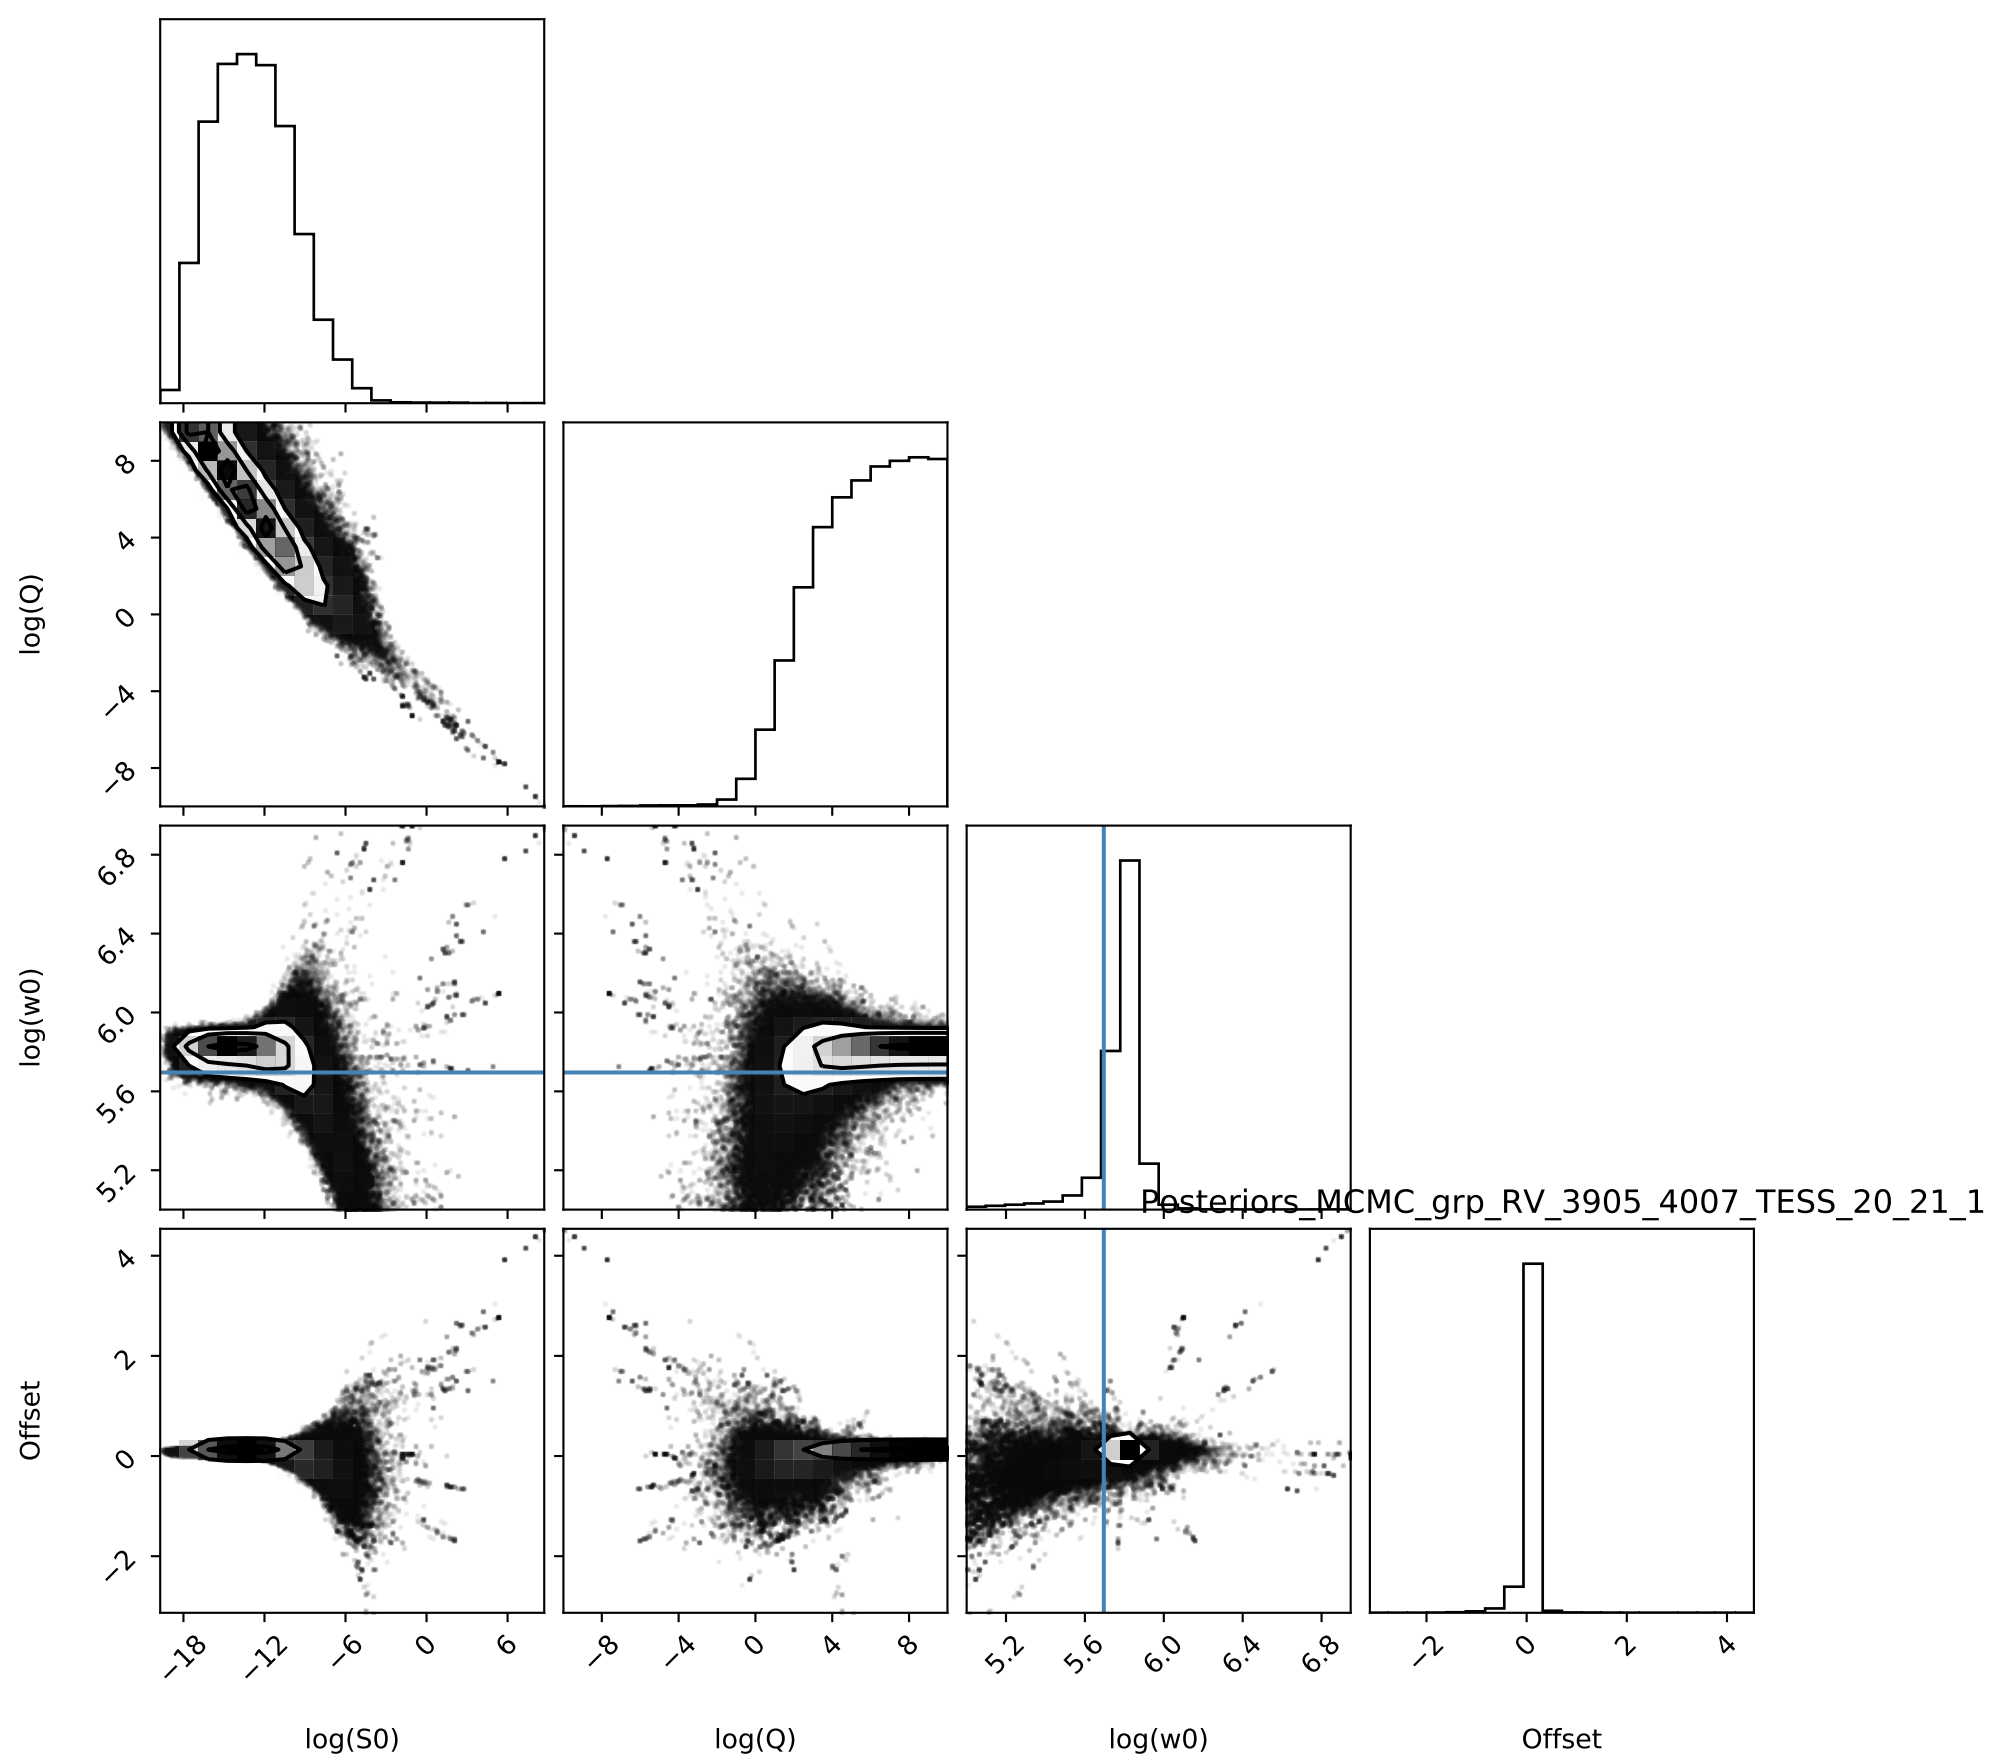 log(Q)
8
4
0
−4
−8
log(w0)
6.8
6.4
6.0
5.6
5.2
Posteriors_MCMC_grp_RV_3905_4007_TESS_20_21_1
Offset
4
2
0
−2
−18 −12 −6 0 6
−8 −4 0 4 8
5.2 5.6 6.0 6.4 6.8
−2 0 2 4
log(S0) log(Q) log(w0) Offset